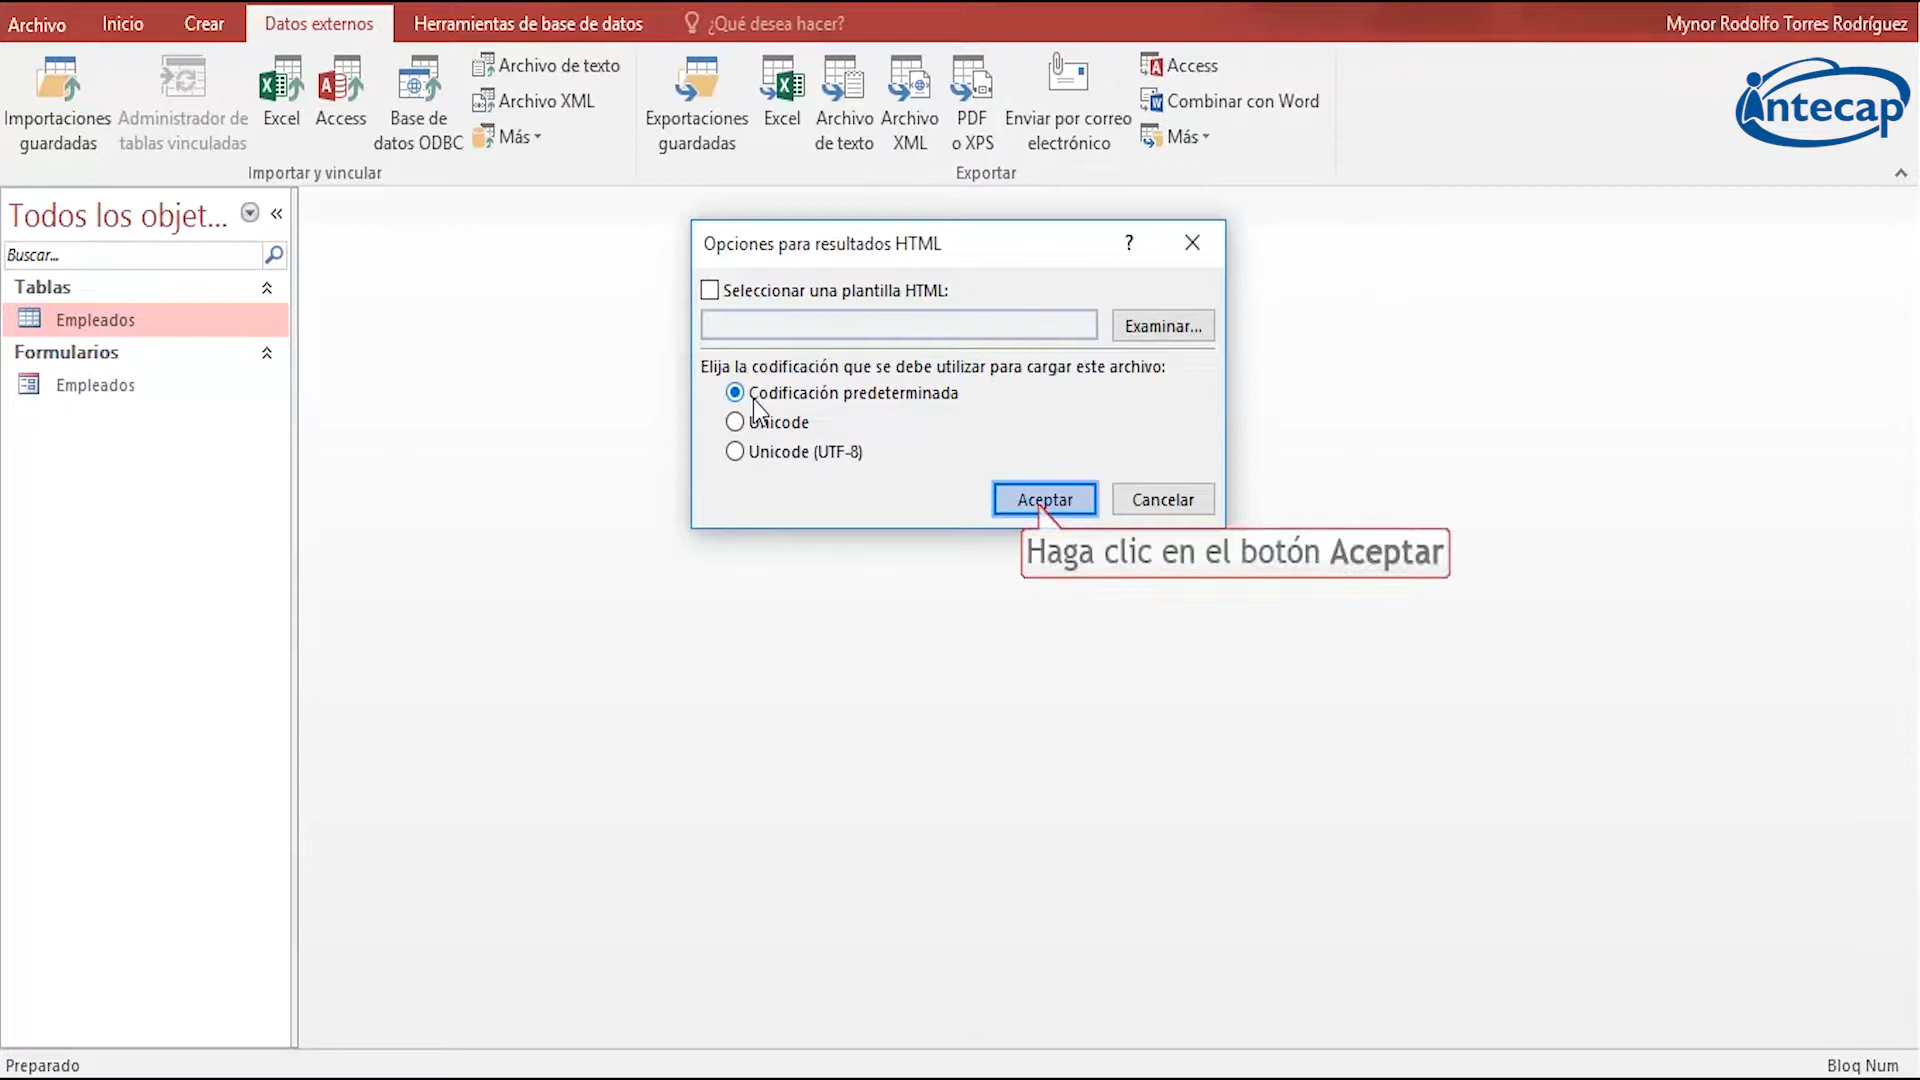 Archivo
Inicio
Crear
Datos externos
Herramientas de base de datos
¿Qué desea hacer?
Mynor Rodolfo Torres Rodríguez
Importaciones
guardadas
Administrador de
tablas vinculadas
Excel
Access
Base de
datos ODBC
Archivo de texto
Archivo XML
Más
Importar y vincular
Exportaciones
guardadas
Excel
Archivo
de texto
Archivo
XML
PDF
o XPS
Enviar por correo
electrónico
Access
Combinar con Word
Más
Exportar
intecap
Todos los objet...
Buscar...
Tablas
Empleados
Formularios
Empleados
Opciones para resultados HTML
?
Seleccionar una plantilla HTML:
Examinar...
Elija la codificación que se debe utilizar para cargar este archivo:
Codificación predeterminada
Unicode
Unicode (UTF-8)
Aceptar
Cancelar
Haga clic en el botón Aceptar
Preparado
Bloq Num